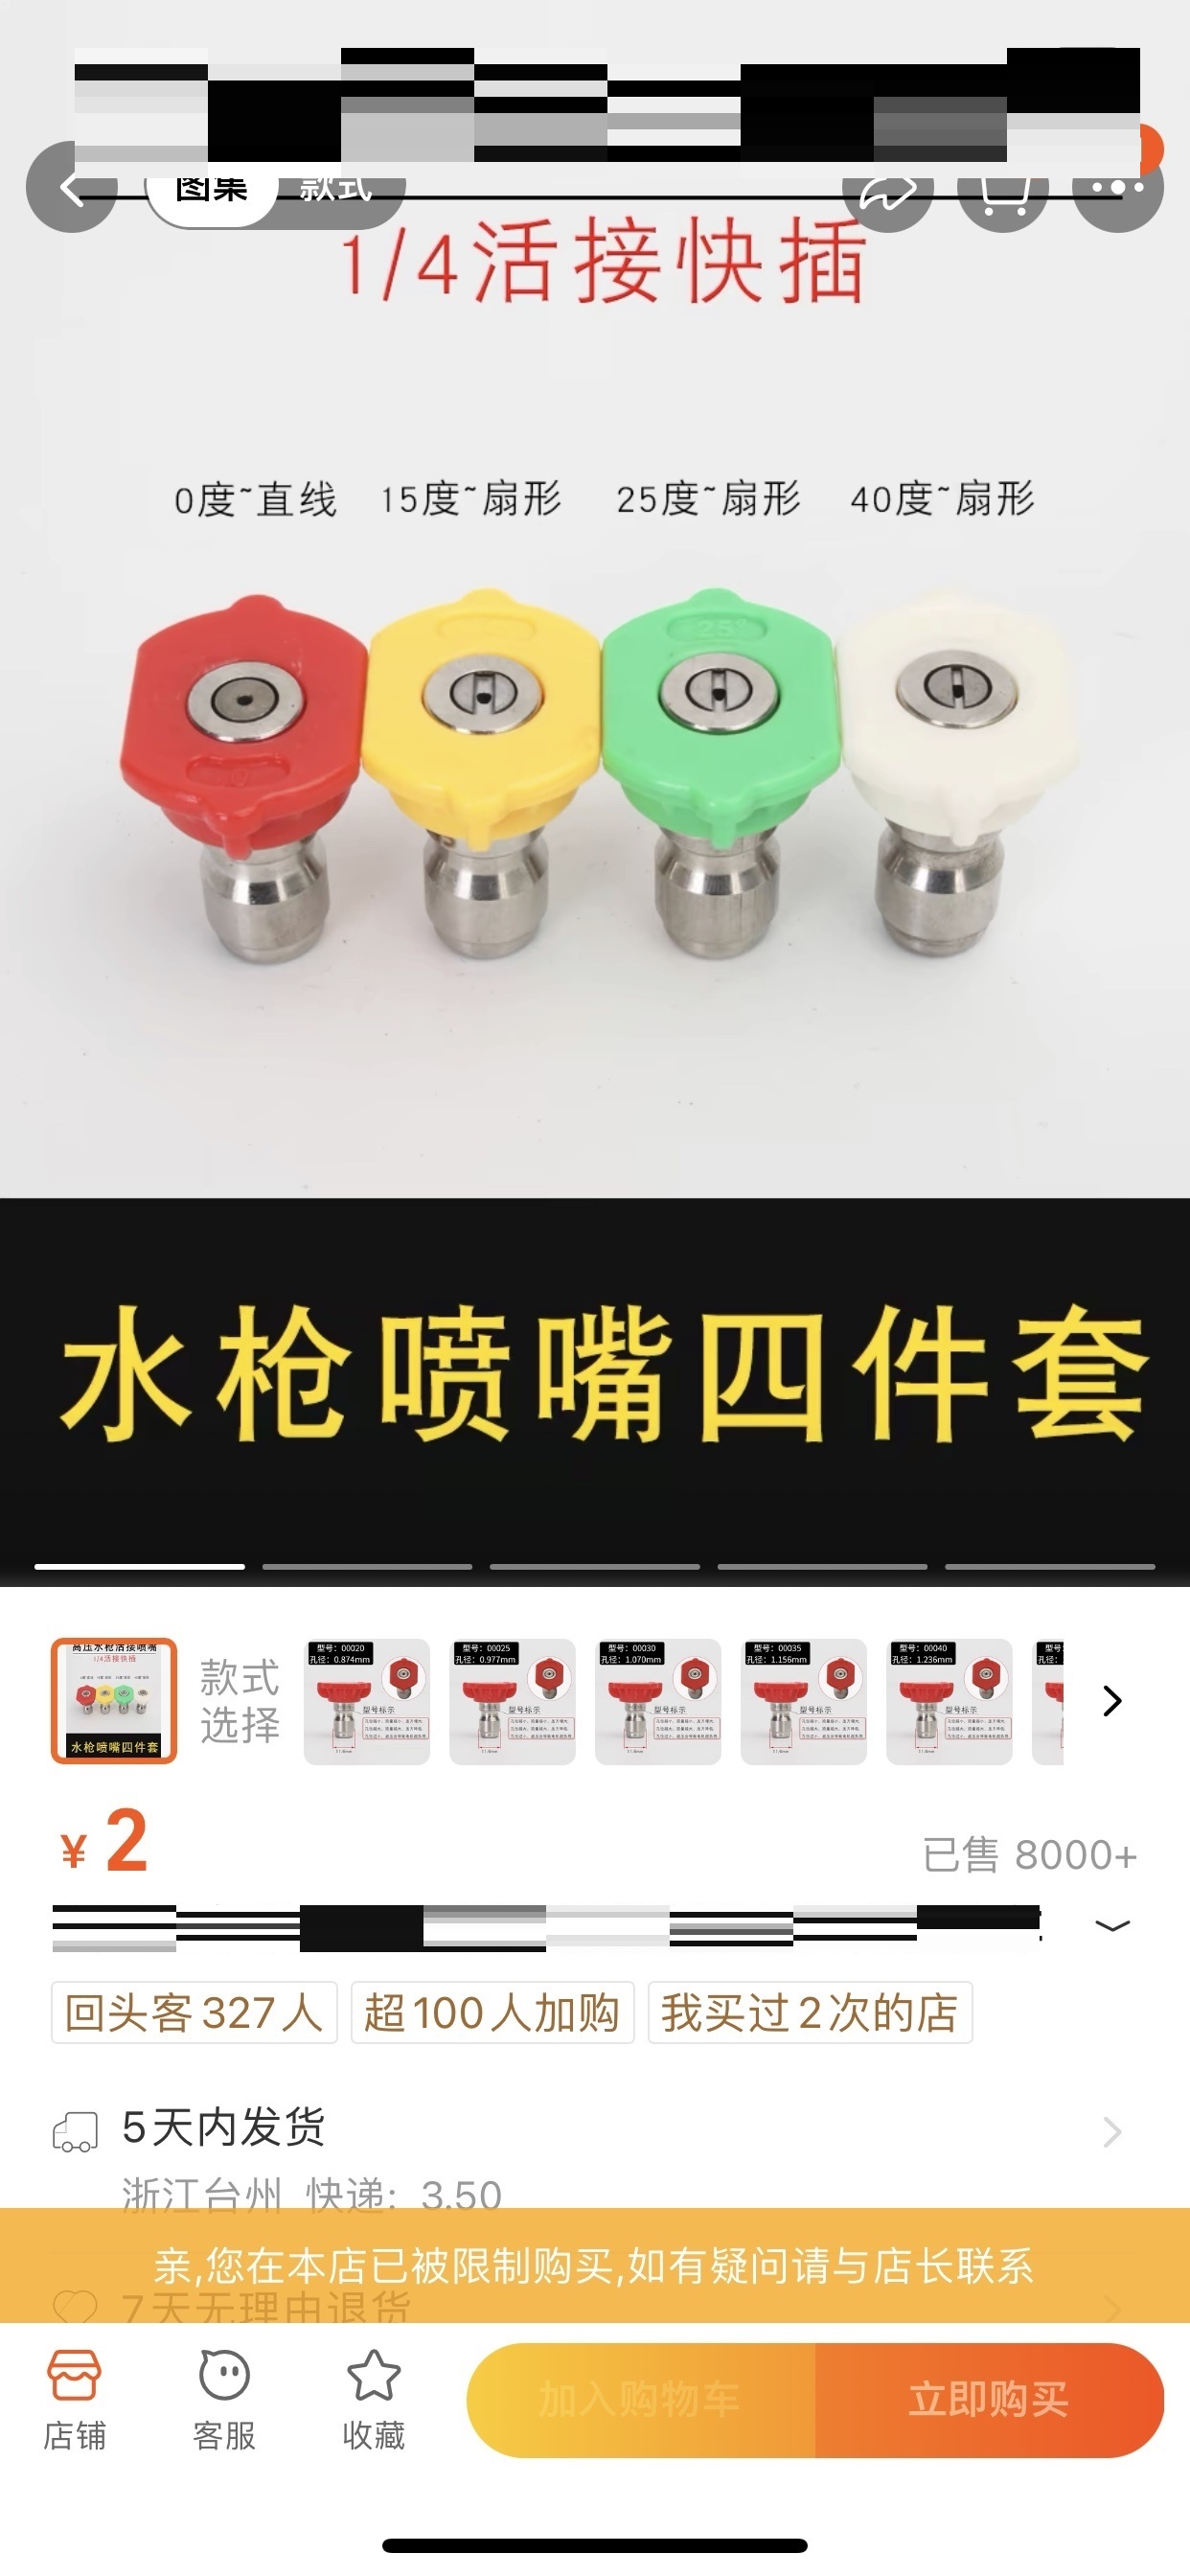 图集 款式
1/4活接快插
0度~直线 15度~扇形 25度~扇形 40度~扇形
25°
水枪喷嘴四件套
高压水枪活接喷嘴
1/4活接快插
水枪喷嘴四件套
款式
选择
型号：00020
孔径：0.874mm
型号标示
型号：00025
孔径：0.977mm
型号标示
型号：00030
孔径：1.070mm
型号标示
型号：00035
孔径：1.156mm
型号标示
型号：00040
孔径：1.236mm
型号标示
¥2
已售 8000+
回头客327人 超100人加购 我买过2次的店
5天内发货
浙江台州 快递: 3.50
亲,您在本店已被限制购买,如有疑问请与店长联系
7天无理由退货
店铺 客服 收藏 加入购物车 立即购买